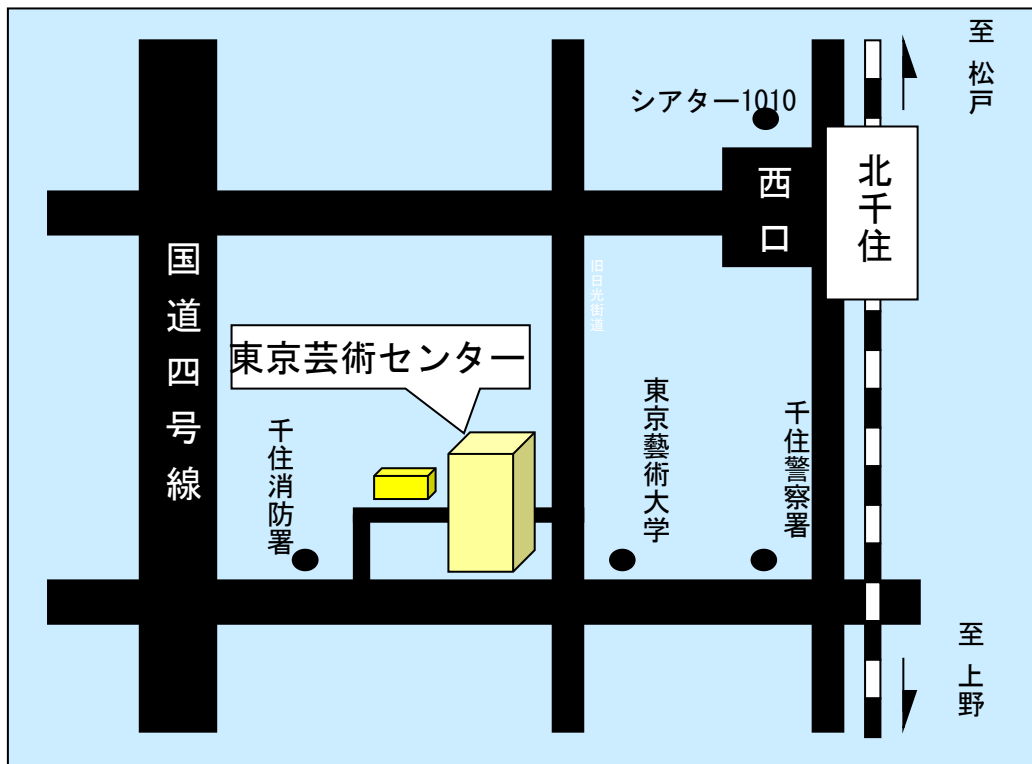 至 松戸
シアター1010
西口
北千住
国道四号線
旧日光街道
東京芸術センター
東京藝術大学
千住警察署
千住消防署
至 上野